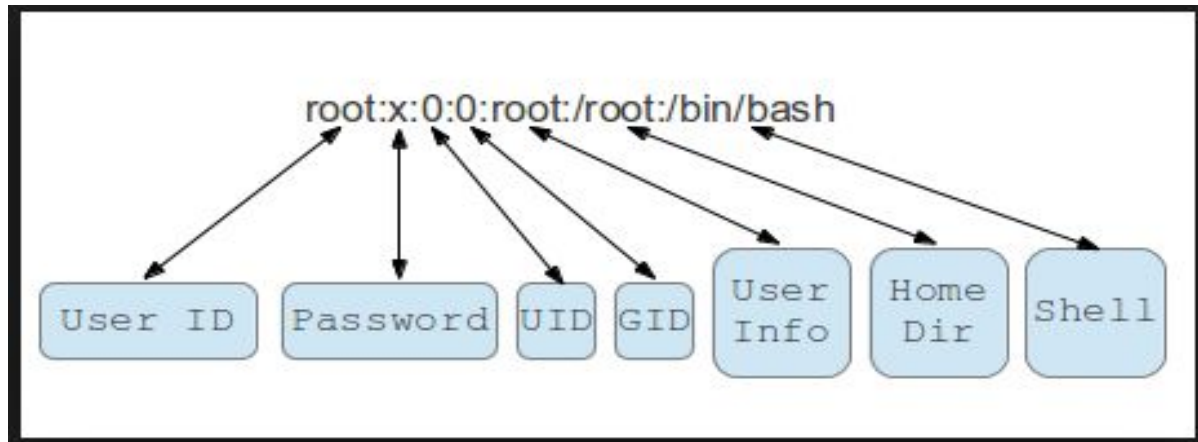 root:x:0:0:root:/root:/bin/bash
User ID
Password
UID
GID
User
Info
Home
Dir
Shell